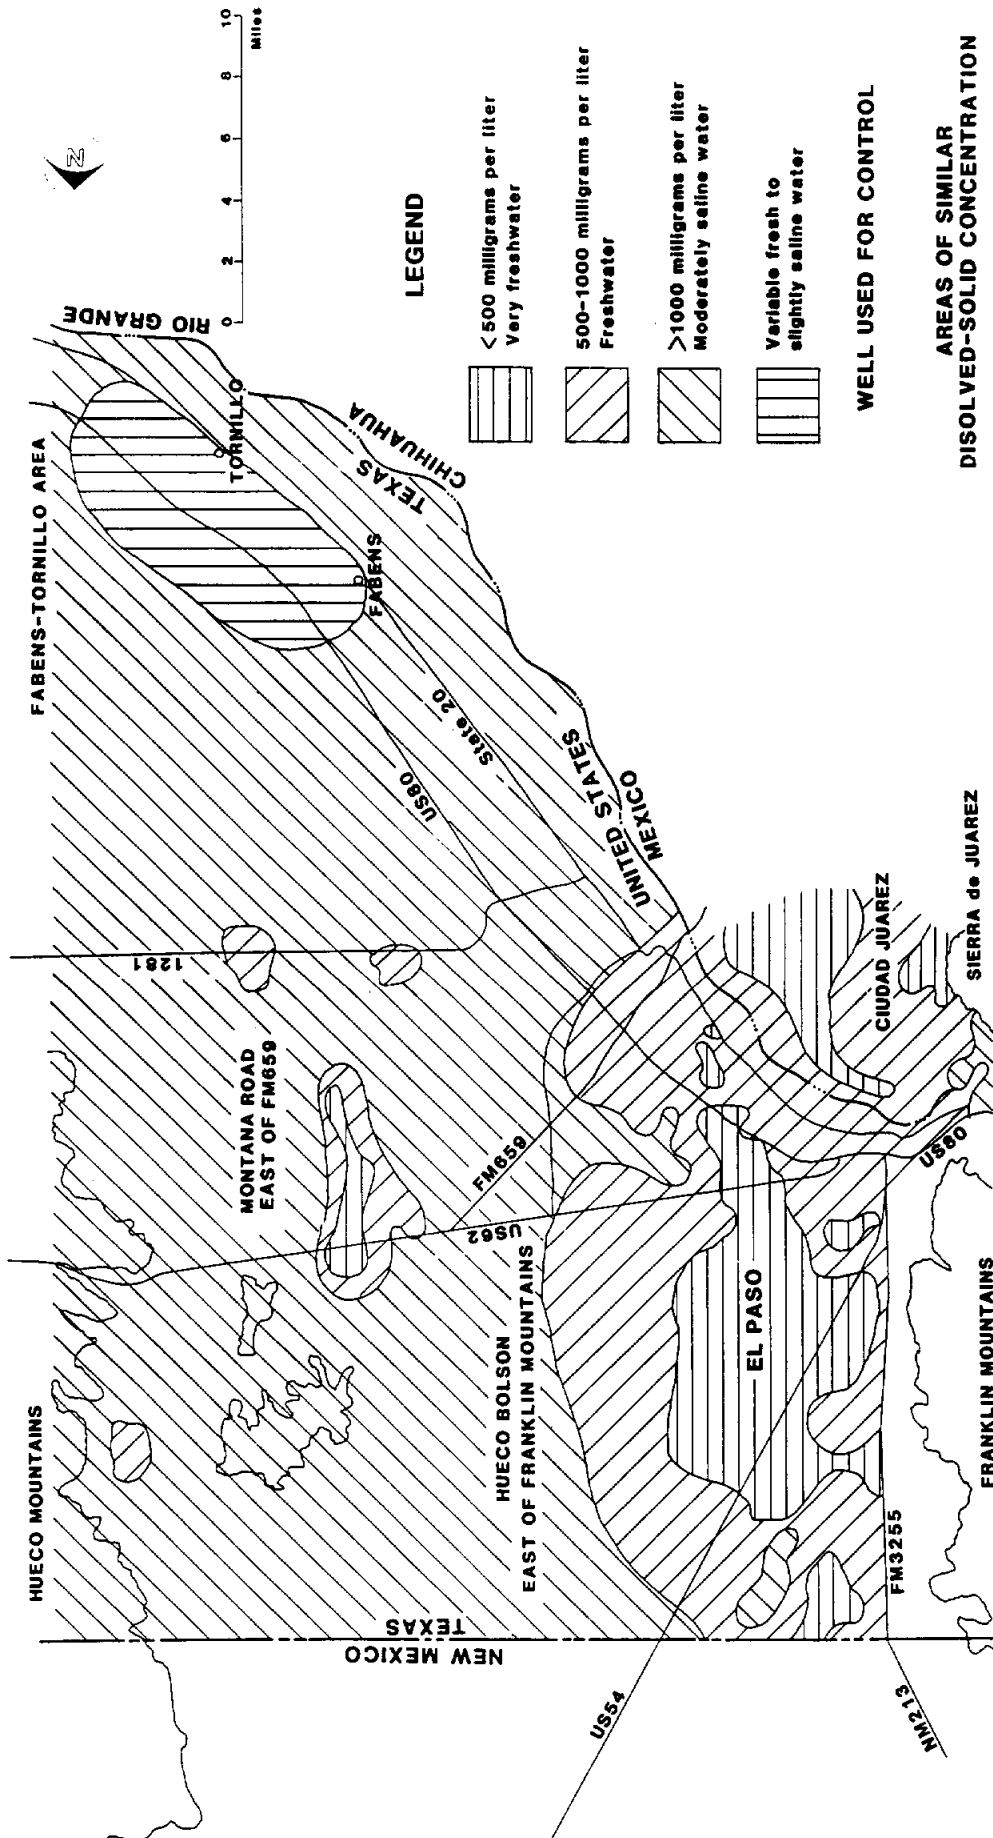 HUECO MOUNTAINS
FABENS-TORNILLO AREA
RIO GRANDE
N
0 2 4 6 8 10
Miles
1281
MONTANA ROAD
EAST OF FM659
TORNILLO
FABENS
US80
State 20
TEXAS
CHIHUAHUA
NEW MEXICO
TEXAS
HUECO BOLSON
EAST OF FRANKLIN MOUNTAINS
US62
FM659
UNITED STATES
MEXICO
US54
EL PASO
CIUDAD JUAREZ
SIERRA de JUAREZ
US80
FM3255
NM213
FRANKLIN MOUNTAINS
LEGEND
<500 milligrams per liter
Very freshwater
500-1000 milligrams per liter
Freshwater
>1000 milligrams per liter
Moderately saline water
Variable fresh to
slightly saline water
WELL USED FOR CONTROL
AREAS OF SIMILAR
DISOLVED-SOLID CONCENTRATION